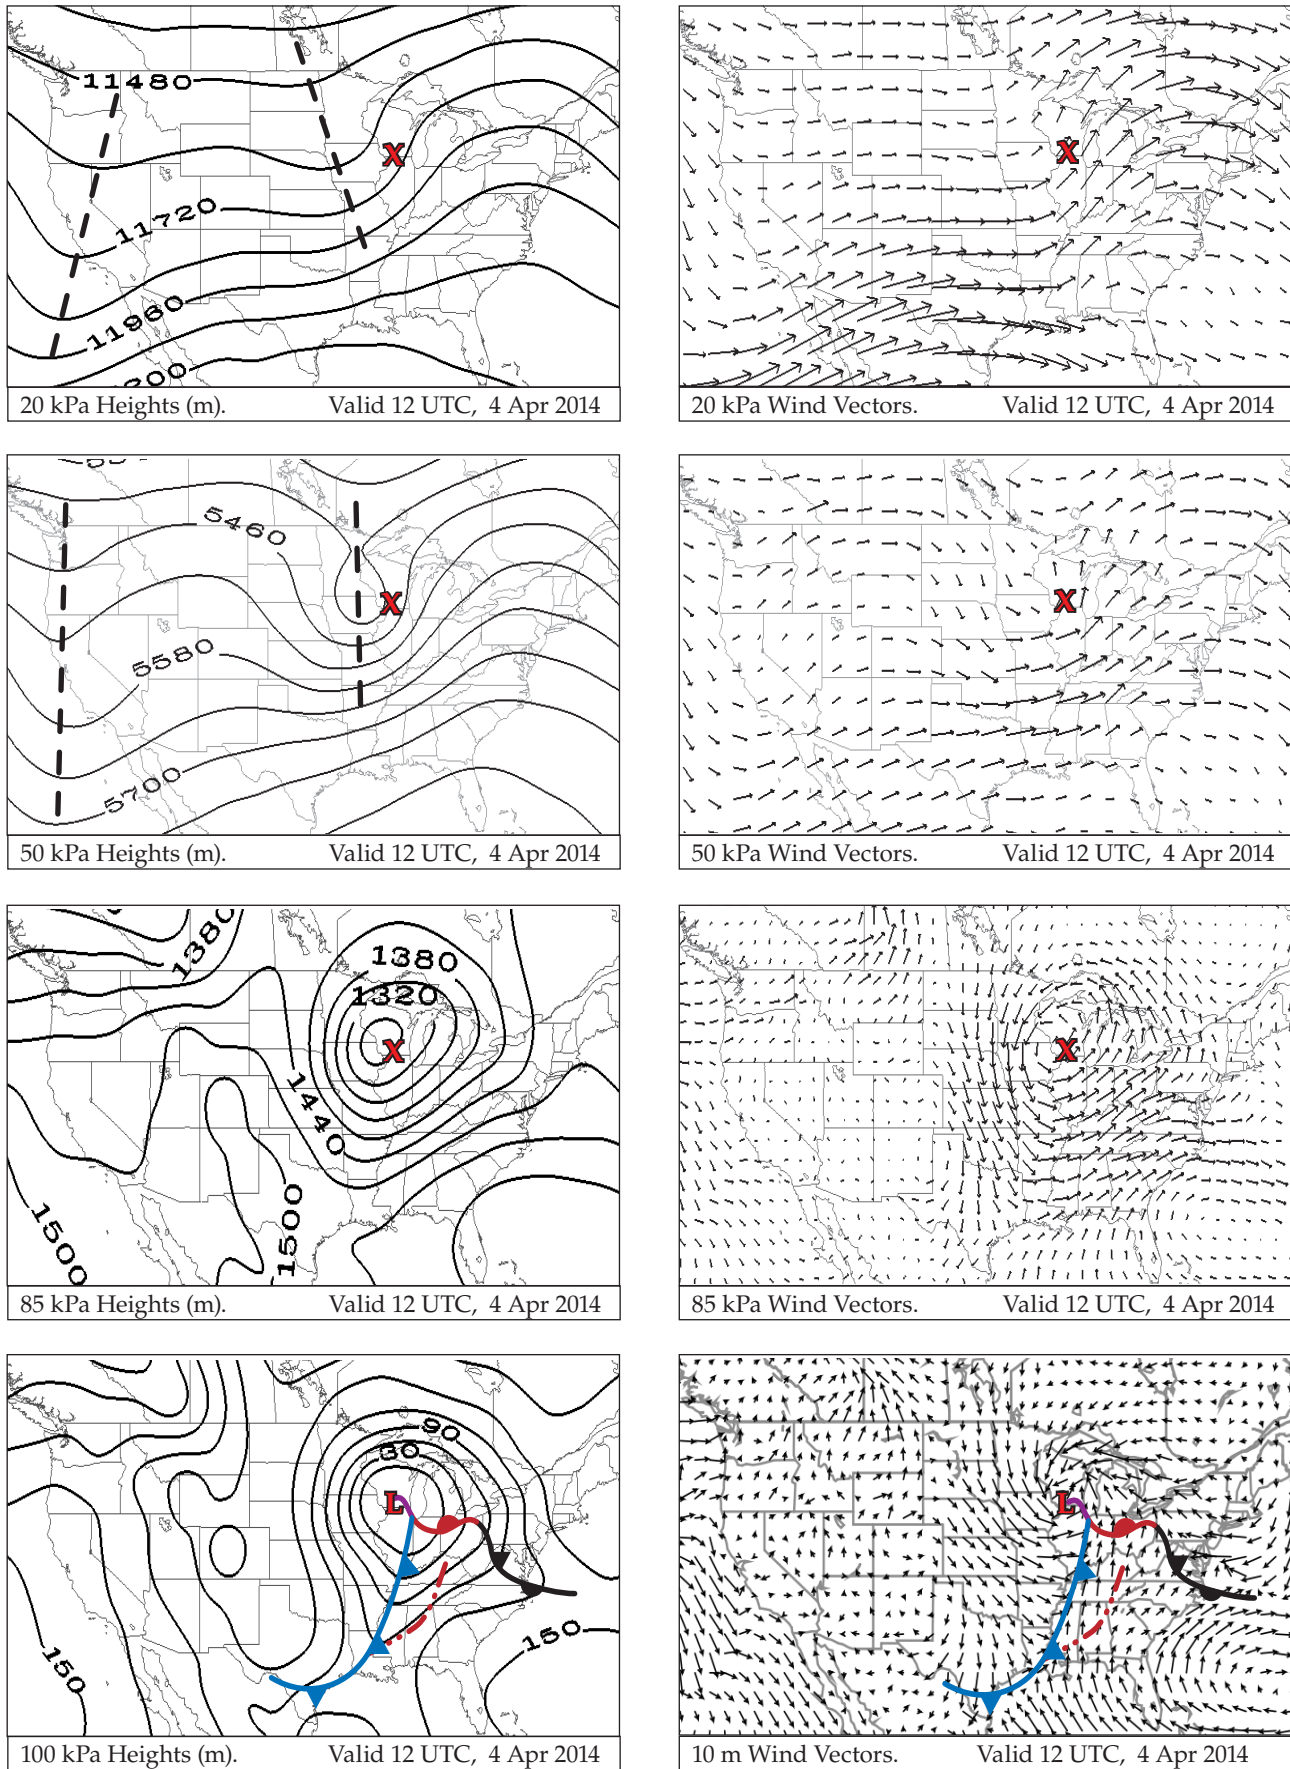 11480
11720
11960
X
20 kPa Heights (m). Valid 12 UTC, 4 Apr 2014
X
20 kPa Wind Vectors. Valid 12 UTC, 4 Apr 2014
5460
5580
5700
X
50 kPa Heights (m). Valid 12 UTC, 4 Apr 2014
X
50 kPa Wind Vectors. Valid 12 UTC, 4 Apr 2014
1380
1380
1320
X
1440
1500
1500
85 kPa Heights (m). Valid 12 UTC, 4 Apr 2014
X
85 kPa Wind Vectors. Valid 12 UTC, 4 Apr 2014
90
30
L
150
150
100 kPa Heights (m). Valid 12 UTC, 4 Apr 2014
L
10 m Wind Vectors. Valid 12 UTC, 4 Apr 2014